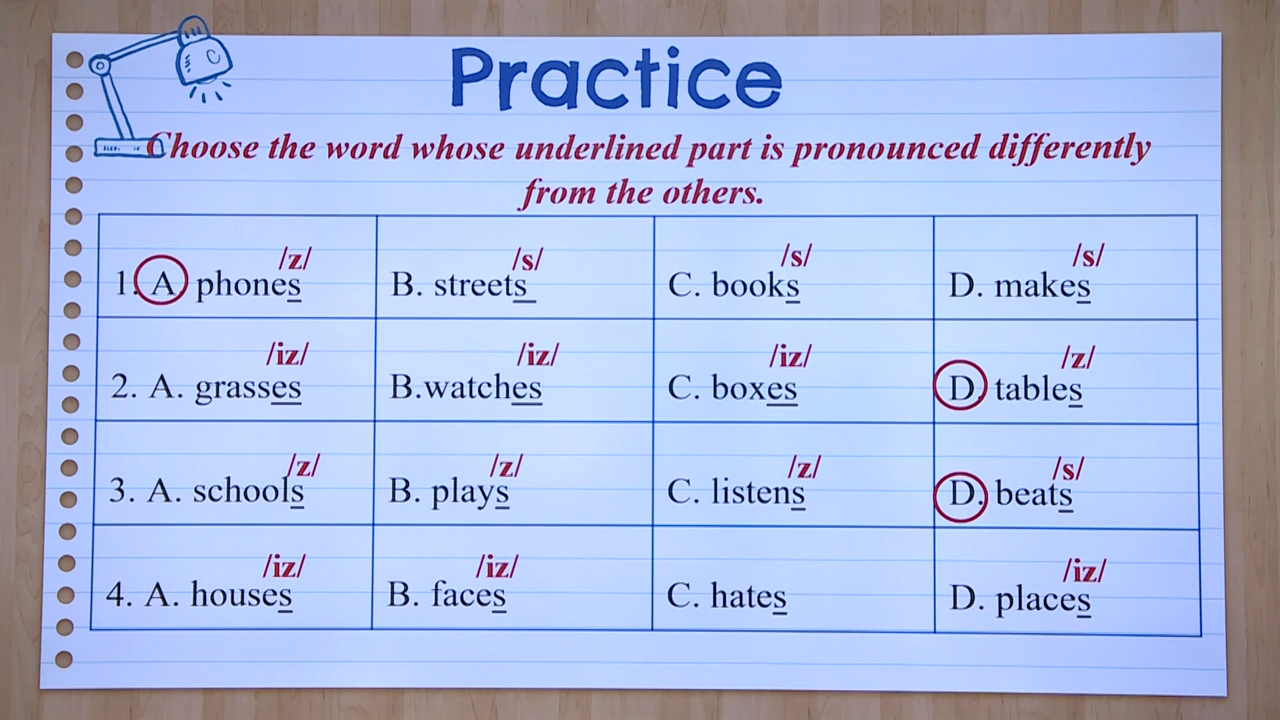 Practice
Choose the word whose underlined part is pronounced differently
from the others.
/z/ /s/ /s/ /s/
1. A phones B. streets C. books D. makes
/iz/ /iz/ /iz/ /z/
2. A. grasses B.watches C. boxes D. tables
/z/ /z/ /z/ /s/
3. A. schools B. plays C. listens D. beats
/iz/ /iz/ /iz/
4. A. houses B. faces C. hates D. places